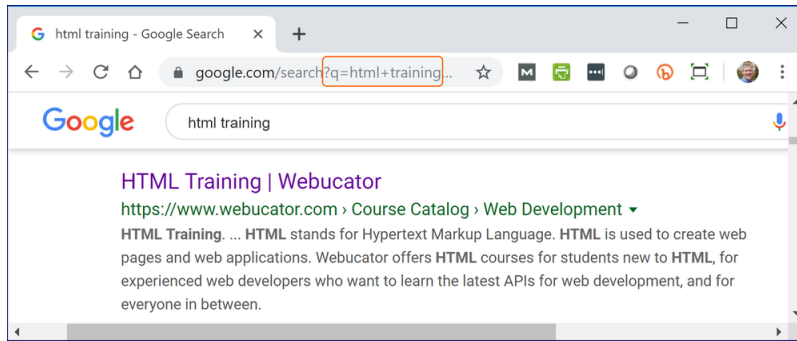 html training - Google Search
google.com/search?q=html+training...
Google
html training
HTML Training | Webucator
https://www.webucator.com › Course Catalog › Web Development
HTML Training. ... HTML stands for Hypertext Markup Language. HTML is used to create web
pages and web applications. Webucator offers HTML courses for students new to HTML, for
experienced web developers who want to learn the latest APIs for web development, and for
everyone in between.